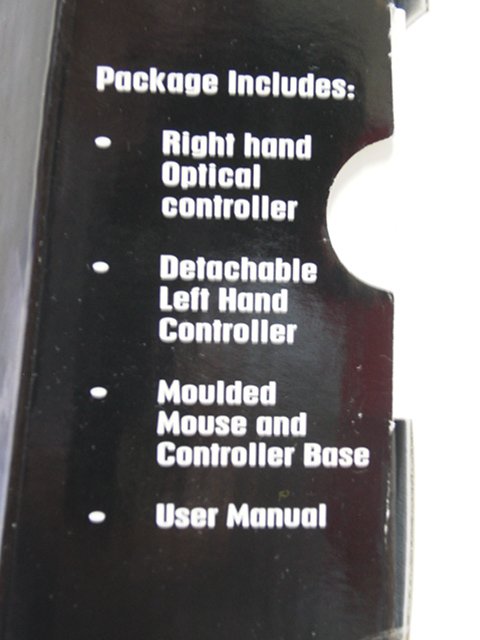 Package Includes:
• Right hand
Optical
controller
• Detachable
Left Hand
Controller
• Moulded
Mouse and
Controller Base
• User Manual